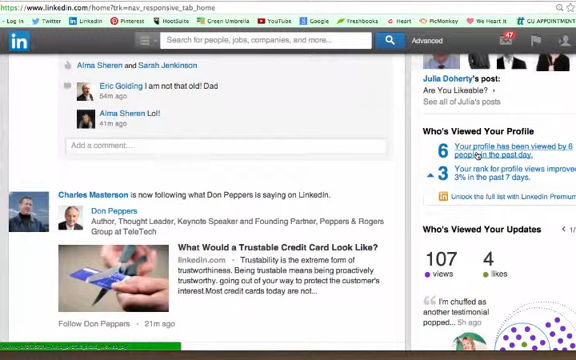 https://www.linkedin.com/home?trk=nav_responsive_tab_home
Twitter
LinkedIn
Pinterest
HootSuite
Green Umbrella
YouTube
Google
Freshbooks
Heart
PicMonkey
We Heart It
CU APPOINTMENT
in
Search for people, jobs, companies, and more...
Advanced
47
Alma Sheren and Sarah Jenkinson
Eric Golding I am not that old! Dad
54m ago
Alma Sheren Lol!
41m ago
Add a comment...
Charles Masterson is now following what Don Peppers is saying on LinkedIn.
Don Peppers
Author, Thought Leader, Keynote Speaker and Founding Partner, Peppers & Rogers
Group at TeleTech
What Would a Trustable Credit Card Look Like?
linkedin.com · Trustability is the extreme form of
trustworthiness. Being trustable means being proactively
trustworthy. going out of your way to protect the customer's
interest.Most credit cards today are not...
Follow Don Peppers · 21m ago
Julia Doherty's post:
Are You Likeable?
See all of Julia's posts
Who's Viewed Your Profile
6 Your profile has been viewed by 6
people in the past day.
3 Your rank for profile views improved
3% in the past 7 days.
in Unlock the full list with LinkedIn Premium
Who's Viewed Your Updates
107 4
views likes
I'm chuffed as
another testimonial
popped... 5h ago